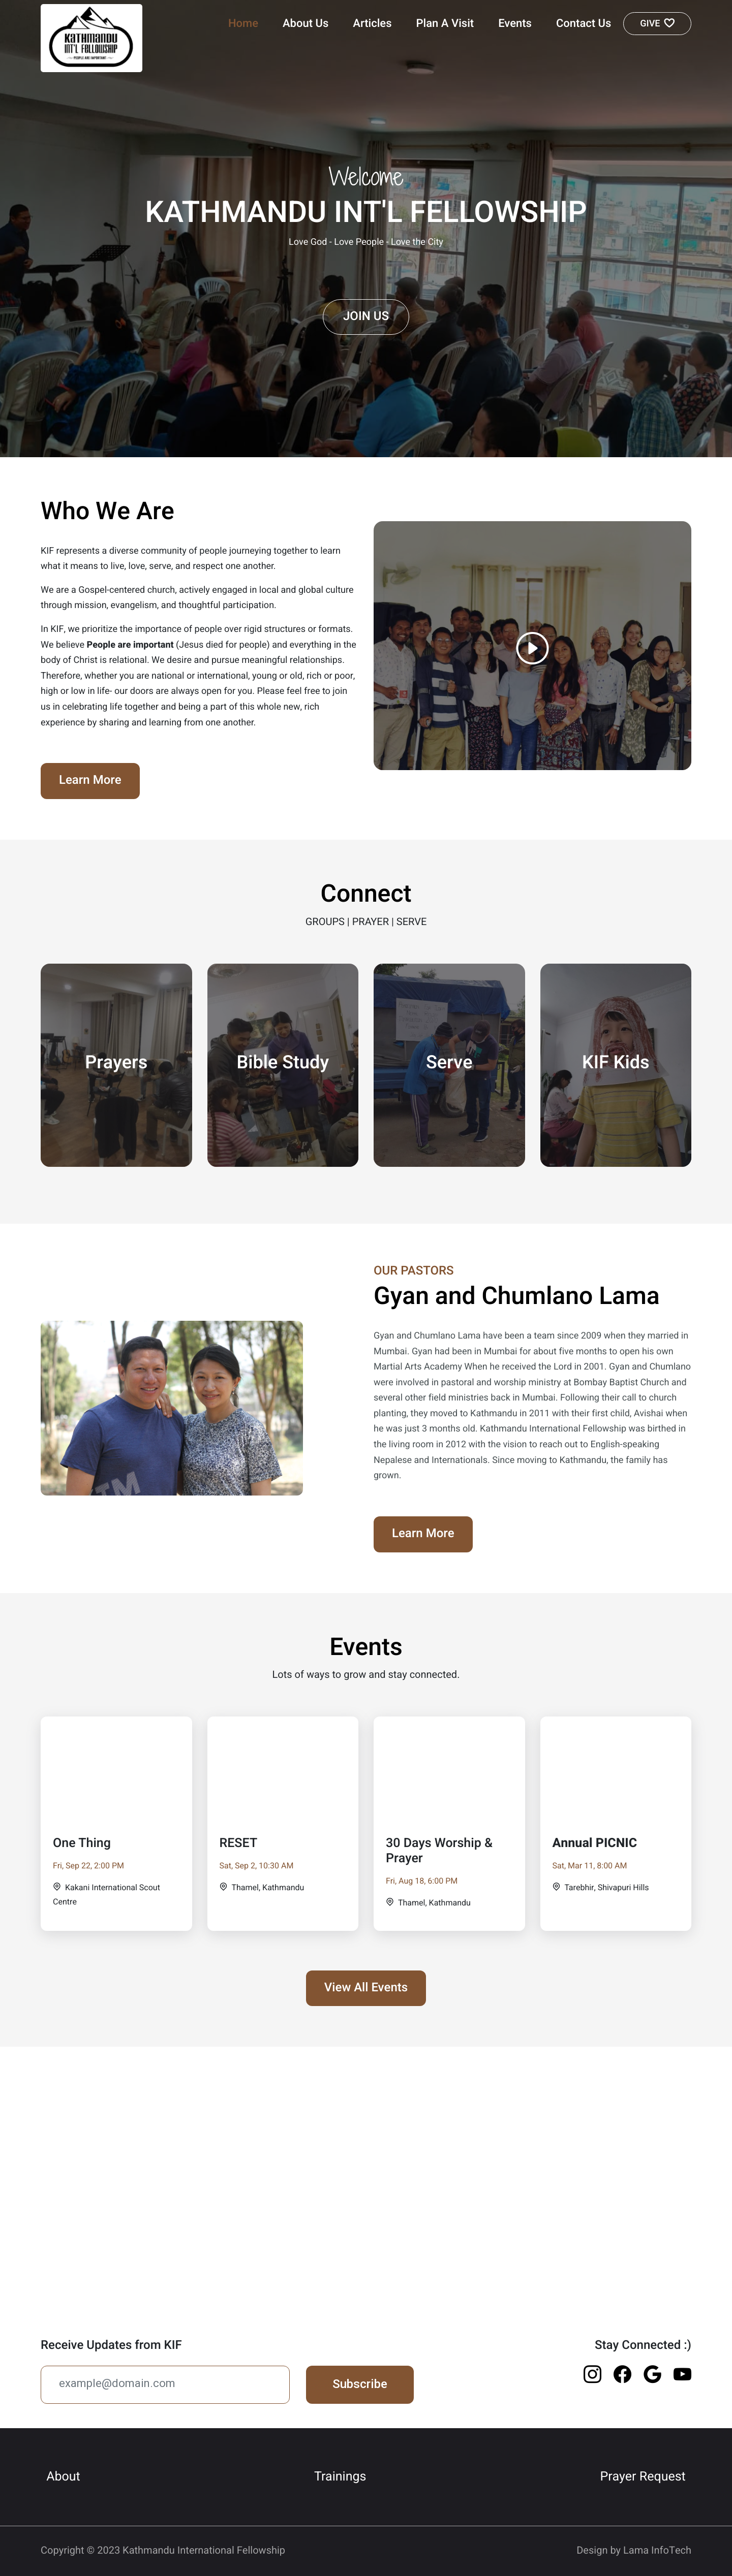 KATHMANDU
INT'L FELLOWSHIP
PEOPLE ARE IMPORTANT
Home
About Us
Articles
Plan A Visit
Events
Contact Us
GIVE
Welcome
KATHMANDU INT'L FELLOWSHIP
Love God - Love People - Love the City
JOIN US
Who We Are
KIF represents a diverse community of people journeying together to learn
what it means to live, love, serve, and respect one another.
We are a Gospel-centered church, actively engaged in local and global culture
through mission, evangelism, and thoughtful participation.
In KIF, we prioritize the importance of people over rigid structures or formats.
We believe People are important (Jesus died for people) and everything in the
body of Christ is relational. We desire and pursue meaningful relationships.
Therefore, whether you are national or international, young or old, rich or poor,
high or low in life- our doors are always open for you. Please feel free to join
us in celebrating life together and being a part of this whole new, rich
experience by sharing and learning from one another.
Learn More
Connect
GROUPS | PRAYER | SERVE
Prayers
Bible Study
Serve
KIF Kids
OUR PASTORS
Gyan and Chumlano Lama
Gyan and Chumlano Lama have been a team since 2009 when they married in
Mumbai. Gyan had been in Mumbai for about five months to open his own
Martial Arts Academy When he received the Lord in 2001. Gyan and Chumlano
were involved in pastoral and worship ministry at Bombay Baptist Church and
several other field ministries back in Mumbai. Following their call to church
planting, they moved to Kathmandu in 2011 with their first child, Avishai when
he was just 3 months old. Kathmandu International Fellowship was birthed in
the living room in 2012 with the vision to reach out to English-speaking
Nepalese and Internationals. Since moving to Kathmandu, the family has
grown.
Learn More
Events
Lots of ways to grow and stay connected.
One Thing
Fri, Sep 22, 2:00 PM
Kakani International Scout
Centre
RESET
Sat, Sep 2, 10:30 AM
Thamel, Kathmandu
30 Days Worship &
Prayer
Fri, Aug 18, 6:00 PM
Thamel, Kathmandu
Annual PICNIC
Sat, Mar 11, 8:00 AM
Tarebhir, Shivapuri Hills
View All Events
Receive Updates from KIF
example@domain.com
Subscribe
Stay Connected :)
About
Trainings
Prayer Request
Copyright © 2023 Kathmandu International Fellowship
Design by Lama InfoTech